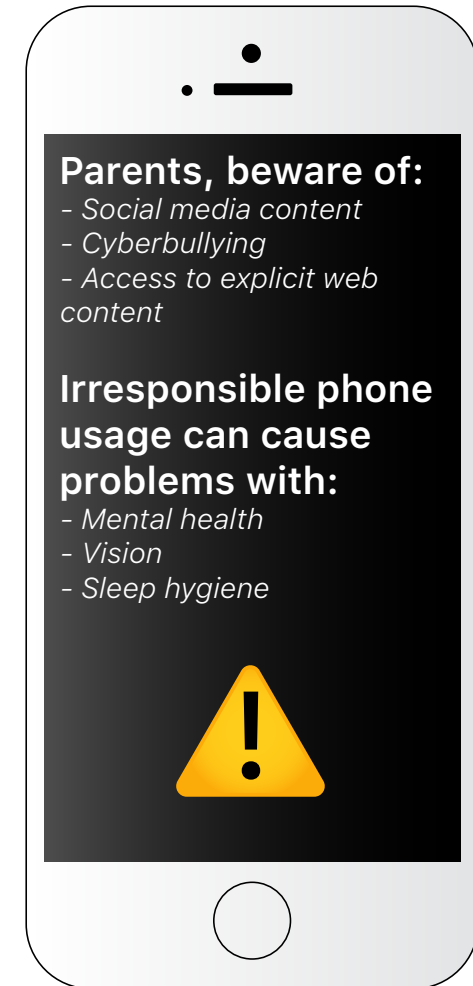 Parents, beware of:
- Social media content
- Cyberbullying
- Access to explicit web
content
Irresponsible phone
usage can cause
problems with:
- Mental health
- Vision
- Sleep hygiene